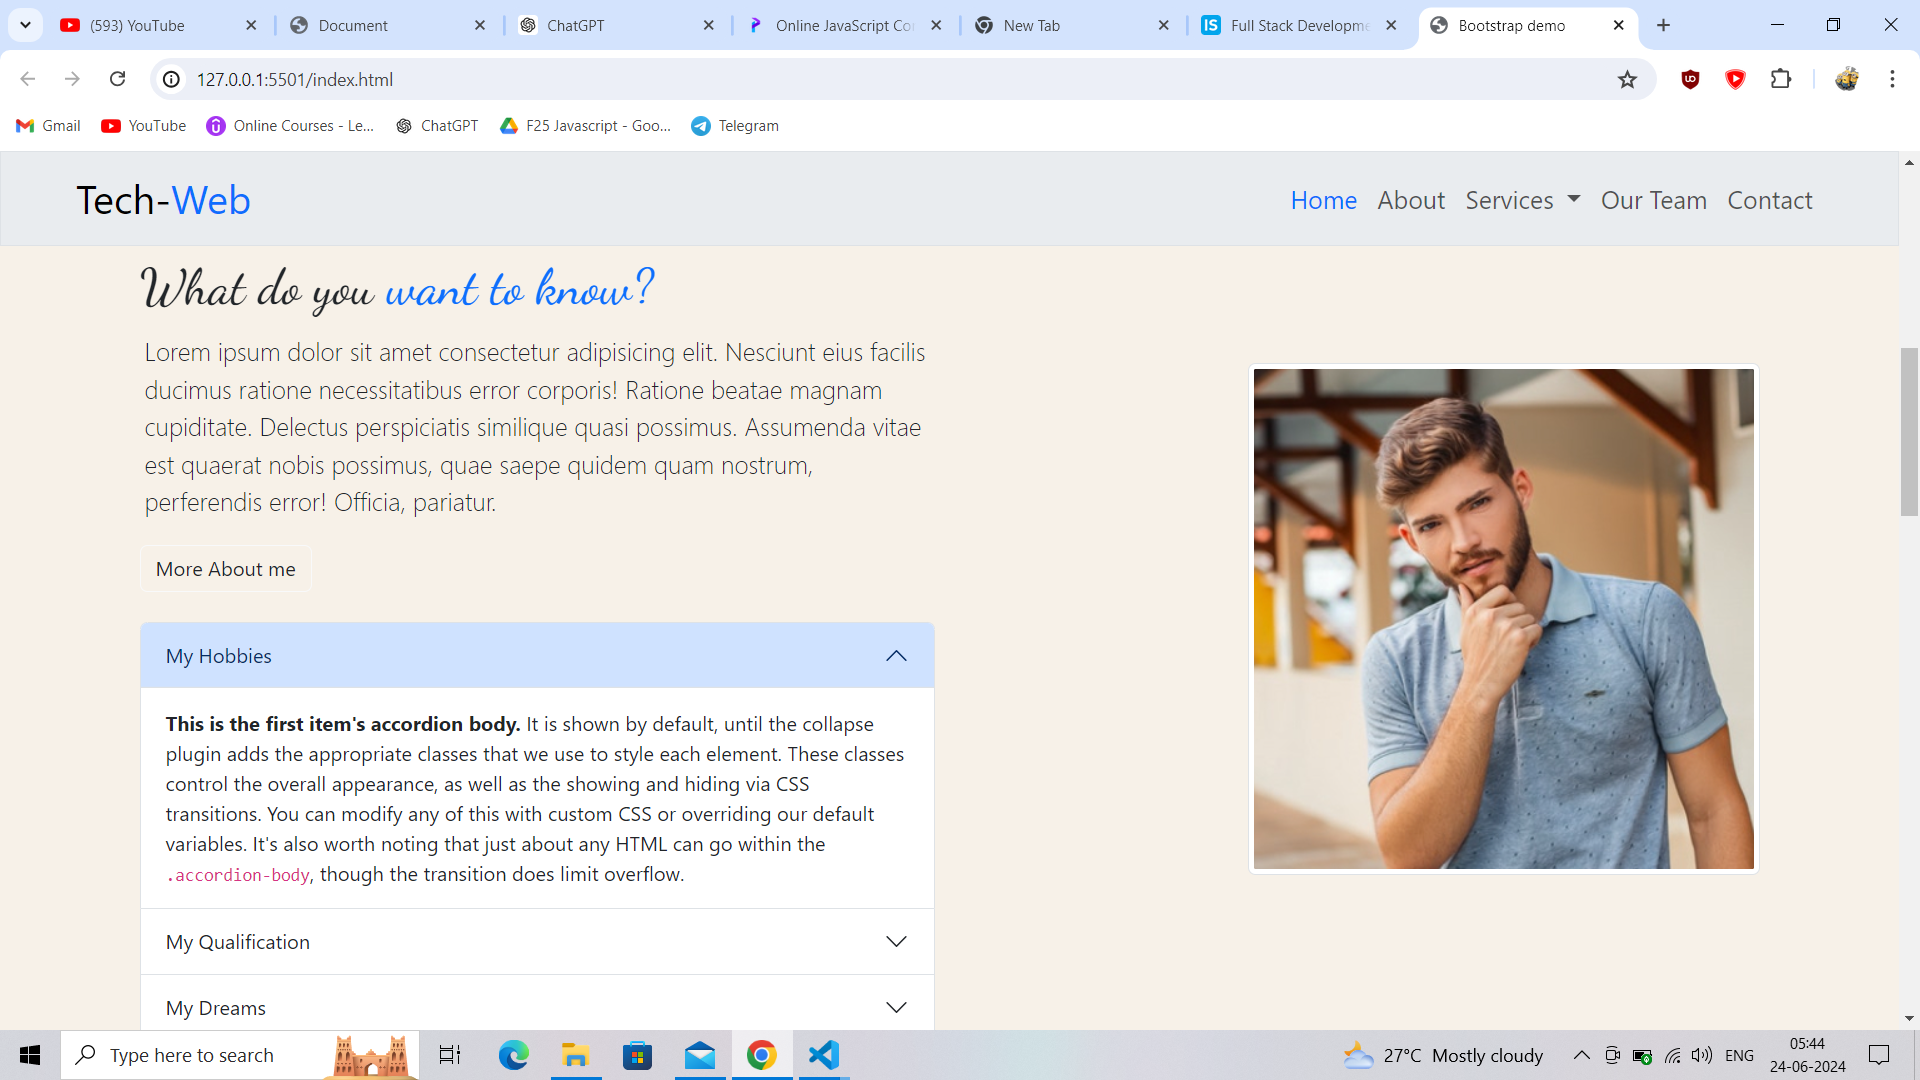 (593) YouTube
Document
ChatGPT
Online JavaScript Co
New Tab
Full Stack Developme
Bootstrap demo
127.0.0.1:5501/index.html
Gmail
YouTube
Online Courses - Le...
ChatGPT
F25 Javascript - Goo...
Telegram
Tech-Web
Home About Services Our Team Contact
What do you want to know?
Lorem ipsum dolor sit amet consectetur adipisicing elit. Nesciunt eius facilis
ducimus ratione necessitatibus error corporis! Ratione beatae magnam
cupiditate. Delectus perspiciatis similique quasi possimus. Assumenda vitae
est quaerat nobis possimus, quae saepe quidem quam nostrum,
perferendis error! Officia, pariatur.
More About me
My Hobbies
This is the first item's accordion body. It is shown by default, until the collapse
plugin adds the appropriate classes that we use to style each element. These classes
control the overall appearance, as well as the showing and hiding via CSS
transitions. You can modify any of this with custom CSS or overriding our default
variables. It's also worth noting that just about any HTML can go within the
.accordion-body, though the transition does limit overflow.
My Qualification
My Dreams
Type here to search
27°C Mostly cloudy
ENG
05:44
24-06-2024